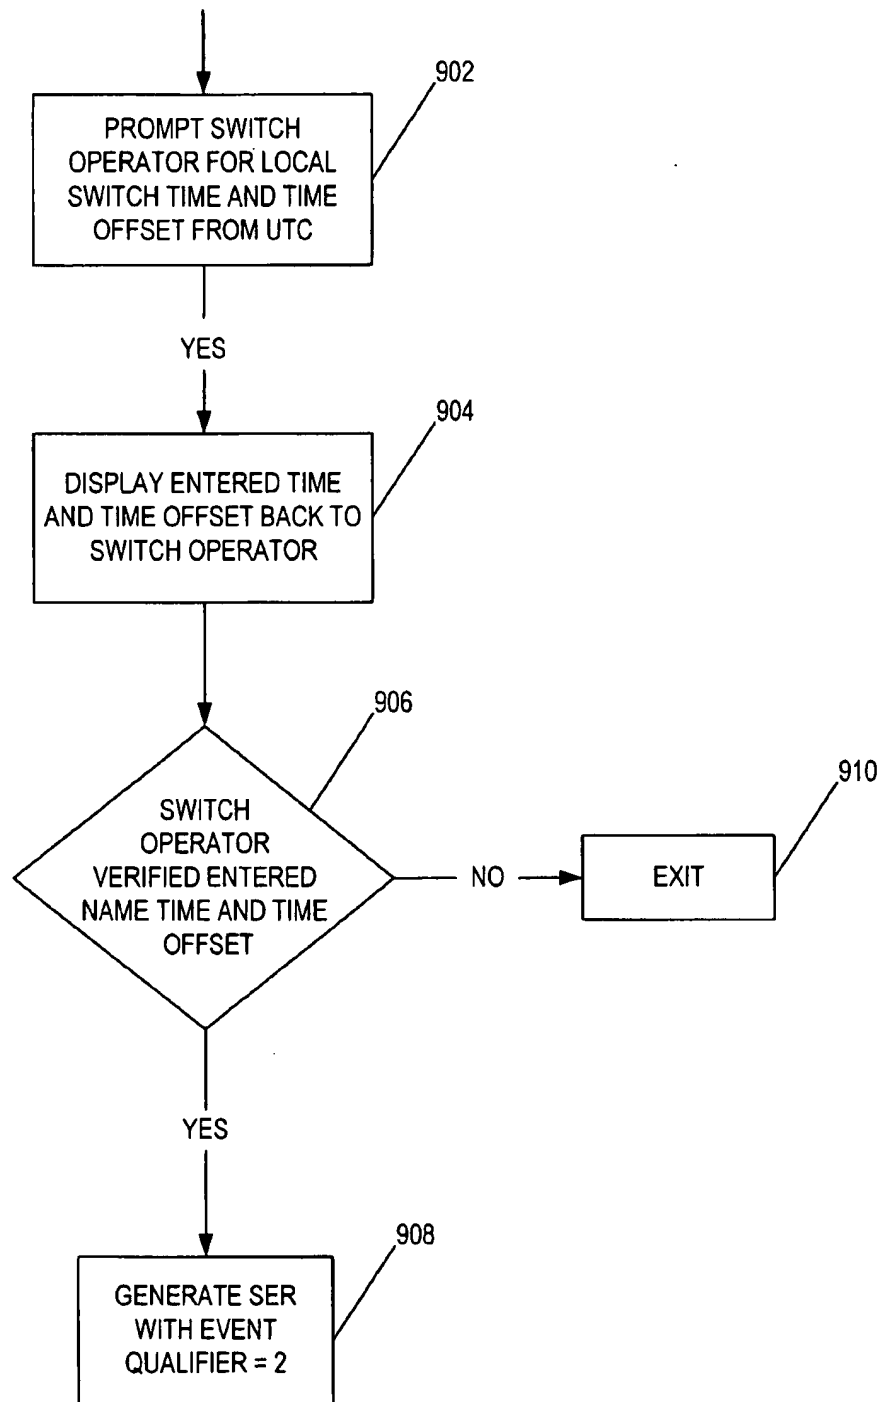 902
PROMPT SWITCH
OPERATOR FOR LOCAL
SWITCH TIME AND TIME
OFFSET FROM UTC
YES
904
DISPLAY ENTERED TIME
AND TIME OFFSET BACK TO
SWITCH OPERATOR
906
SWITCH
OPERATOR
VERIFIED ENTERED
NAME TIME AND TIME
OFFSET
NO
910
EXIT
YES
908
GENERATE SER
WITH EVENT
QUALIFIER = 2